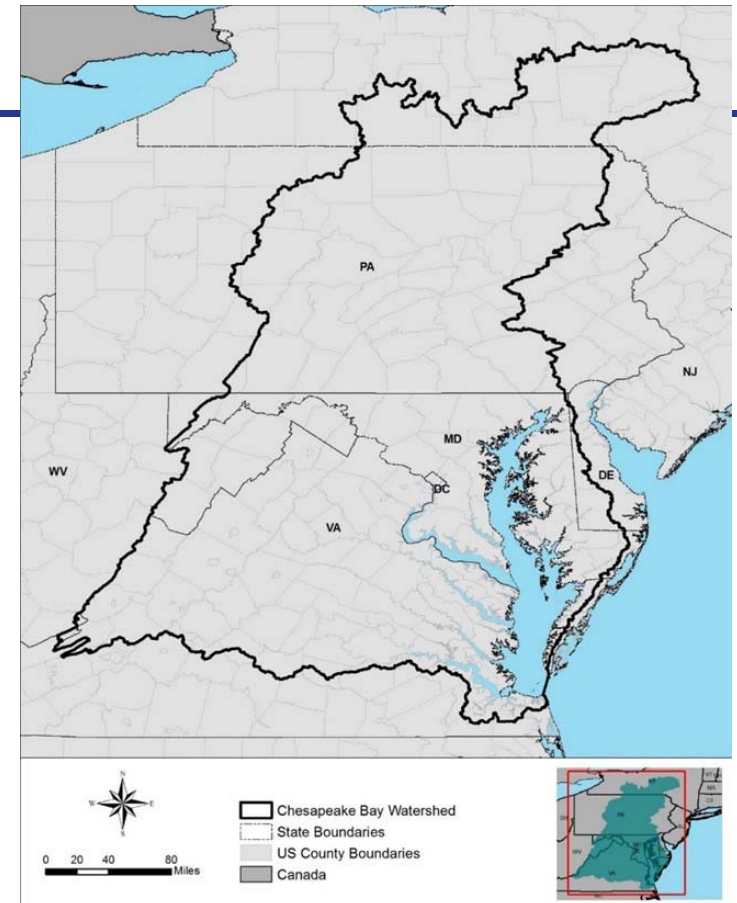 PA
NJ
MD
WV
DE
DC
VA
N
W E
S
0 20 40 80
Miles
Chesapeake Bay Watershed
State Boundaries
US County Boundaries
Canada